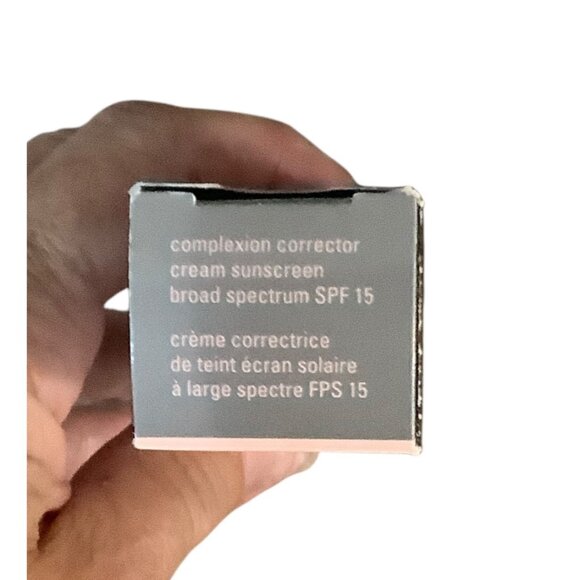 complexion corrector
cream sunscreen
broad spectrum SPF 15
crème correctrice
de teint écran solaire
à large spectre FPS 15